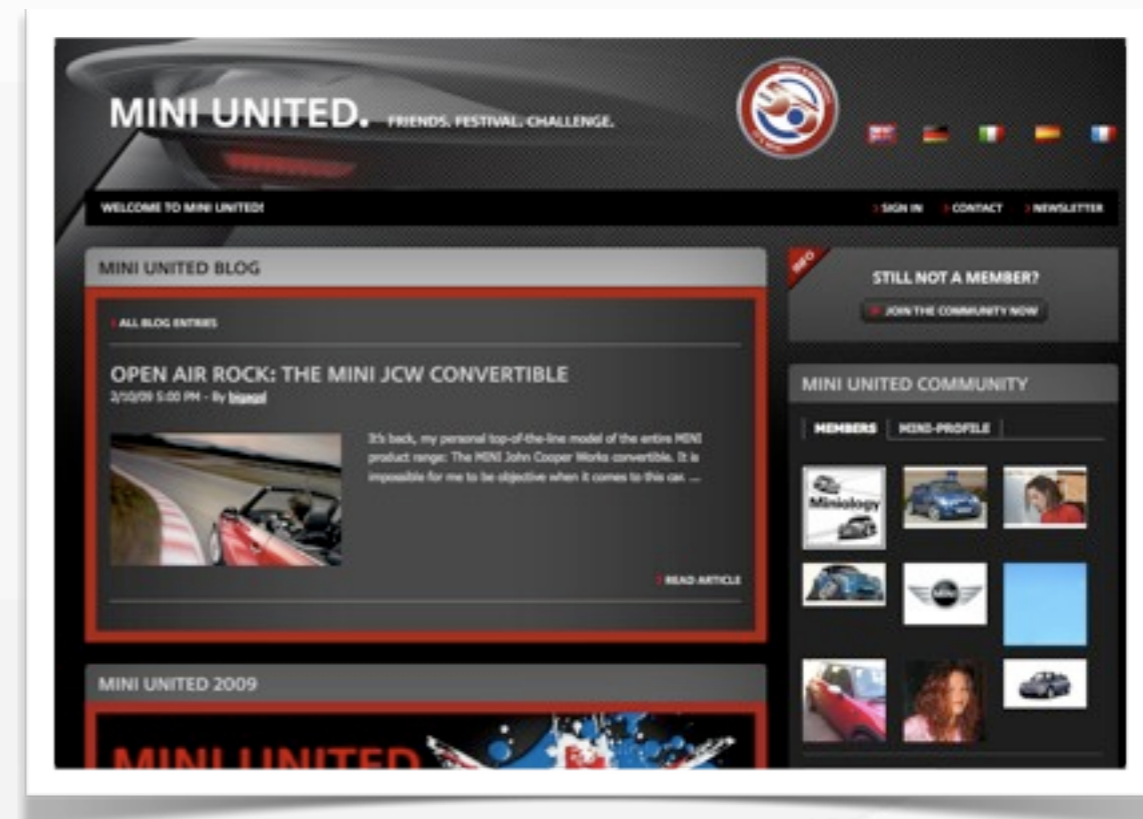 MINI UNITED. FRIENDS. FESTIVAL. CHALLENGE.
WELCOME TO MINI UNITED!
SIGN IN CONTACT NEWSLETTER
MINI UNITED BLOG
ALL BLOG ENTRIES
OPEN AIR ROCK: THE MINI JCW CONVERTIBLE
2/10/09 5:00 PM - By
It's back, my personal top-of-the-line model of the entire MINI
product range: The MINI John Cooper Works convertible. It is
impossible for me to be objective when it comes to this car. ...
READ ARTICLE
MINI UNITED 2009
MINI UNITED
INFO
STILL NOT A MEMBER?
JOIN THE COMMUNITY NOW
MINI UNITED COMMUNITY
MEMBERS MINI-PROFILE
Miniology